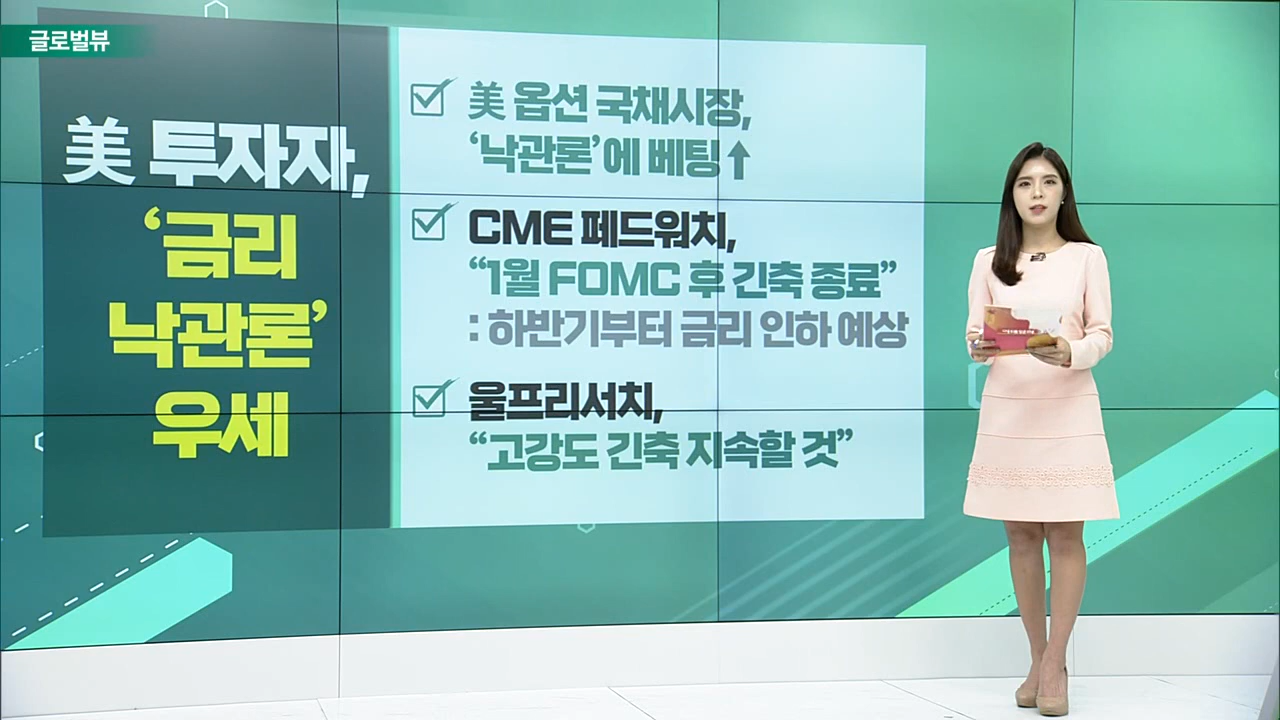 글로벌뷰
美 투자자,
‘금리
낙관론’
우세
美 옵션 국채시장,
‘낙관론’에 베팅↑
CME 페드워치,
“1월 FOMC 후 긴축 종료”
: 하반기부터 금리 인하 예상
울프리서치,
“고강도 긴축 지속할 것”